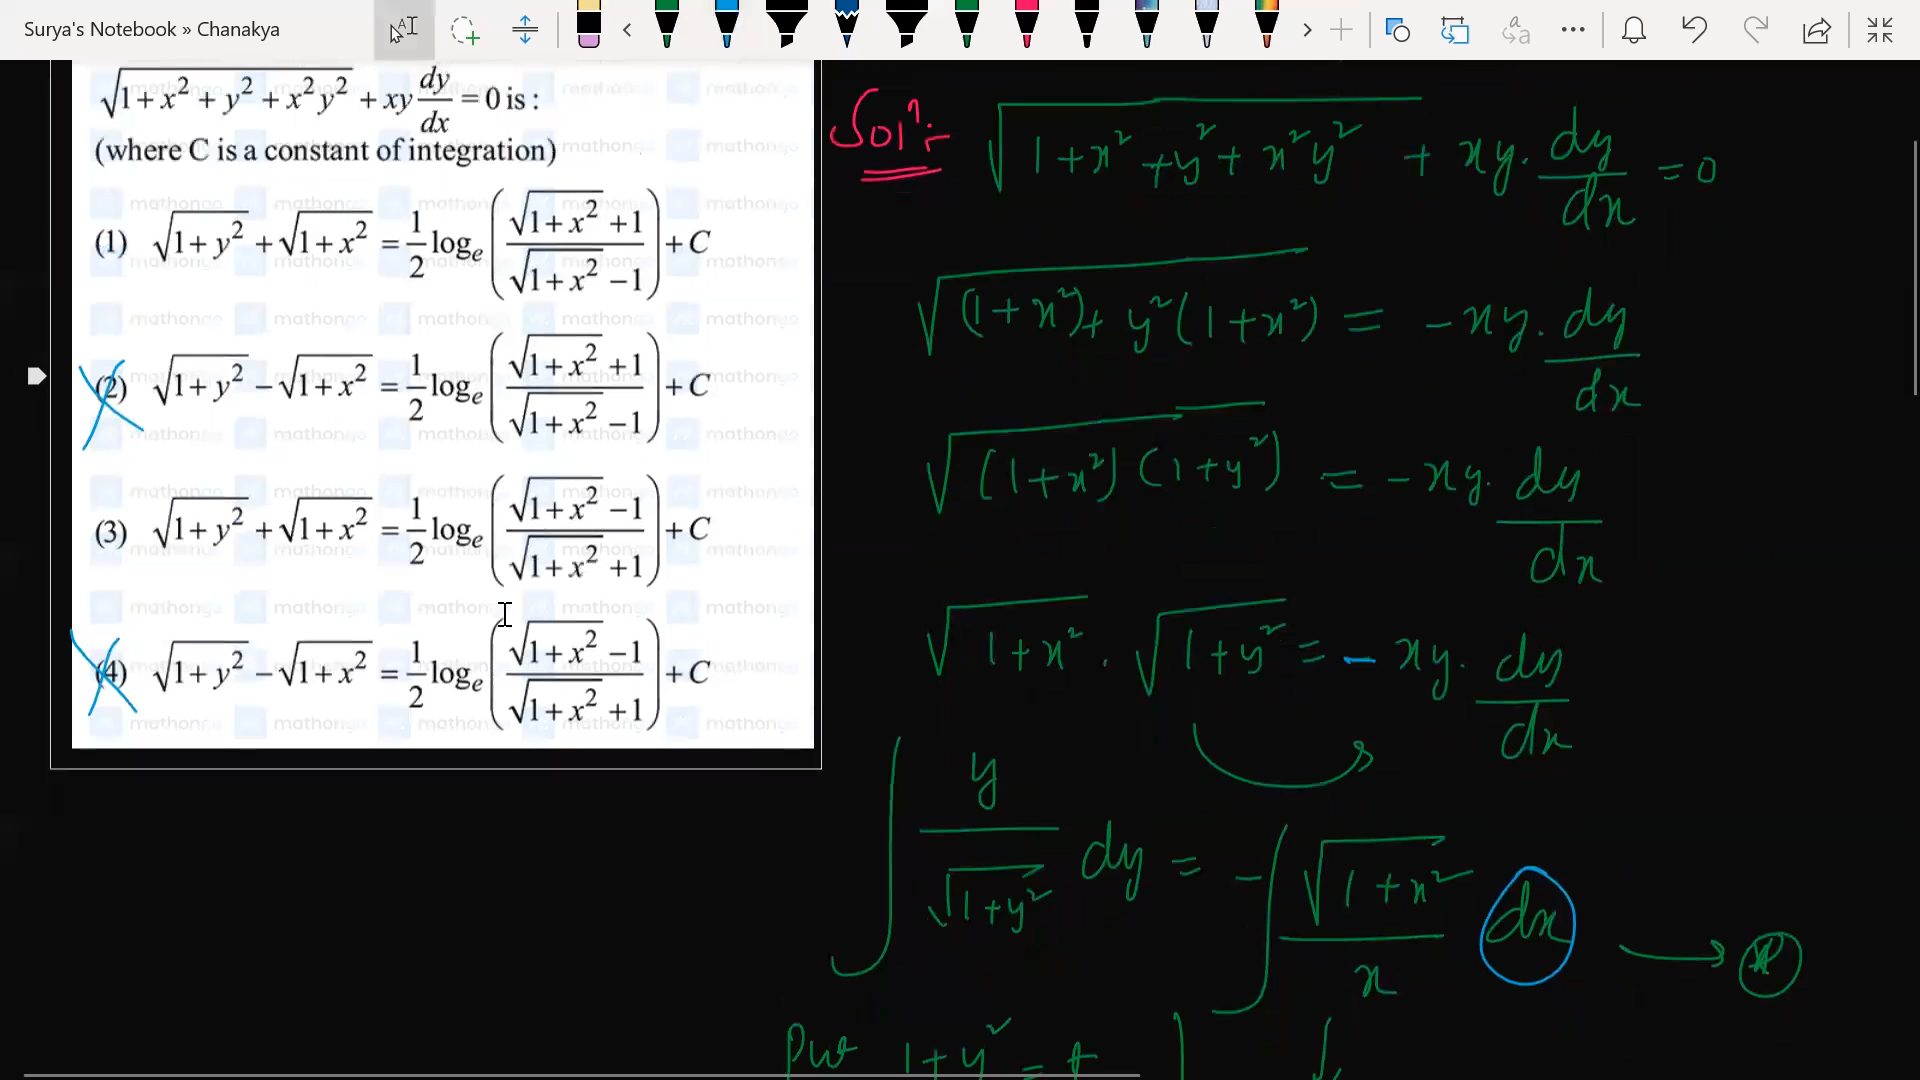 Surya's Notebook » Chanakya
√(1+x²+y²+x²y²) + xy dy/dx = 0 is :
(where C is a constant of integration)
(1) √(1+y²) + √(1+x²) = 1/2 logₑ((√(1+x²) +1)/(√(1+x²) −1)) + C
(2) √(1+y²) − √(1+x²) = 1/2 logₑ((√(1+x²) +1)/(√(1+x²) −1)) + C
(3) √(1+y²) + √(1+x²) = 1/2 logₑ((√(1+x²) −1)/(√(1+x²) +1)) + C
(4) √(1+y²) − √(1+x²) = 1/2 logₑ((√(1+x²) −1)/(√(1+x²) +1)) + C
Solⁿ:-
√(1+x²+y²+x²y²) + xy. dy/dx = 0
√((1+x²)+y²(1+x²)) = -xy. dy/dx
√((1+x²)(1+y²)) = -xy. dy/dx
√(1+x²) . √(1+y²) = - xy. dy/dx
∫ y/√(1+y²) dy = -∫ √(1+x²)/x dx →
Put 1+y² = t
mathongo